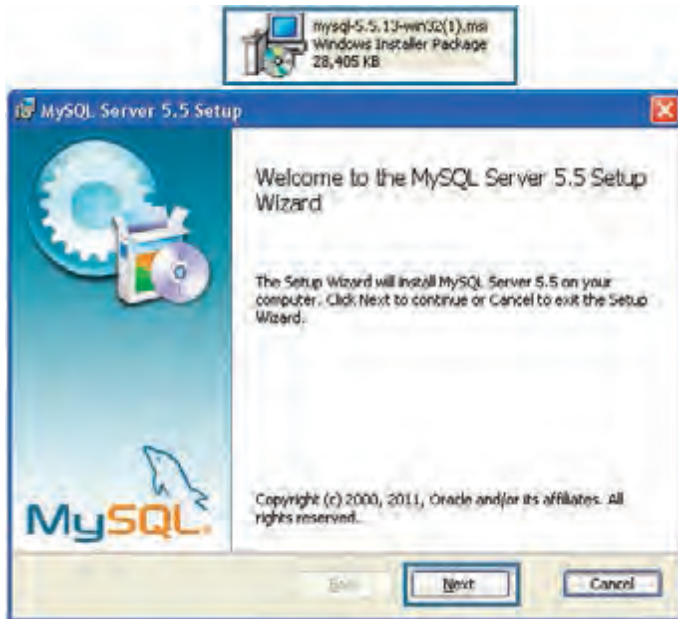 mysql-5.5.13-win32(1).msi
Windows Installer Package
28,405 KB
MySQL Server 5.5 Setup
Welcome to the MySQL Server 5.5 Setup
Wizard
The Setup Wizard will install MySQL Server 5.5 on your
computer. Click Next to continue or Cancel to exit the Setup
Wizard.
Copyright (c) 2000, 2011, Oracle and/or its affiliates. All
rights reserved.
MySQL.
Back
Next
Cancel